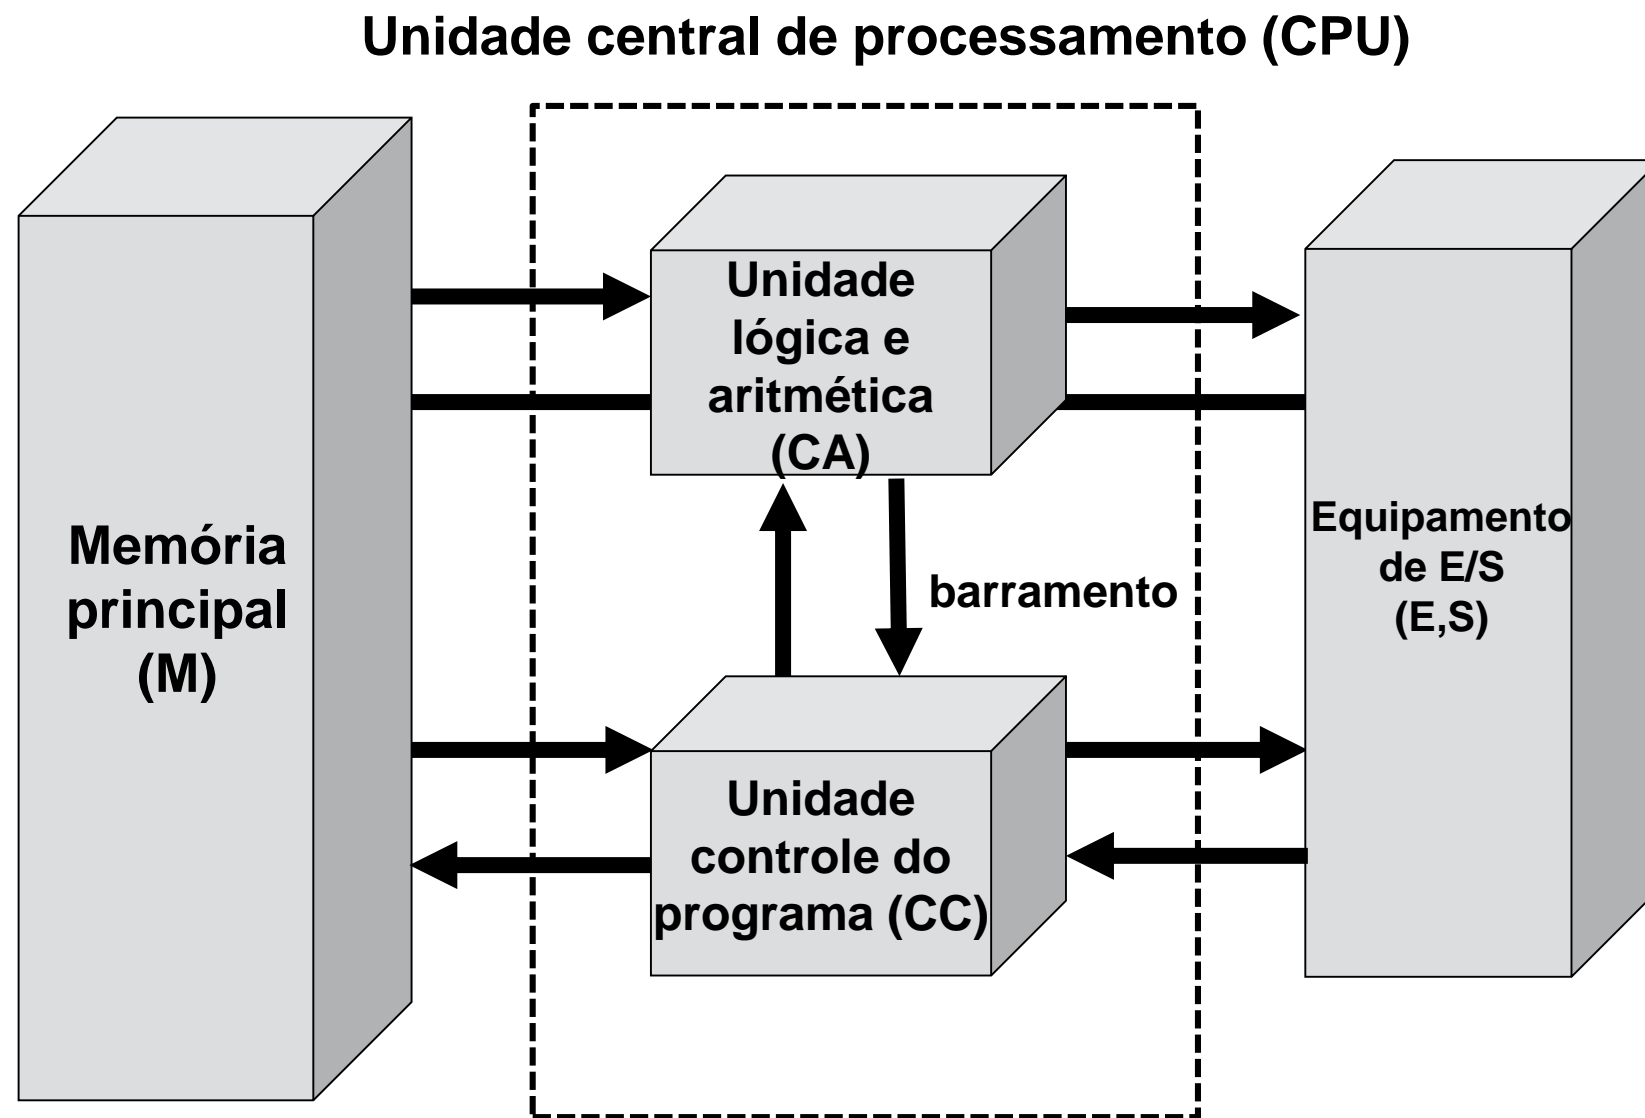 Unidade central de processamento (CPU)
Memória
principal
(M)
Unidade
lógica e
aritmética
(CA)
barramento
Unidade
controle do
programa (CC)
Equipamento
de E/S
(E,S)